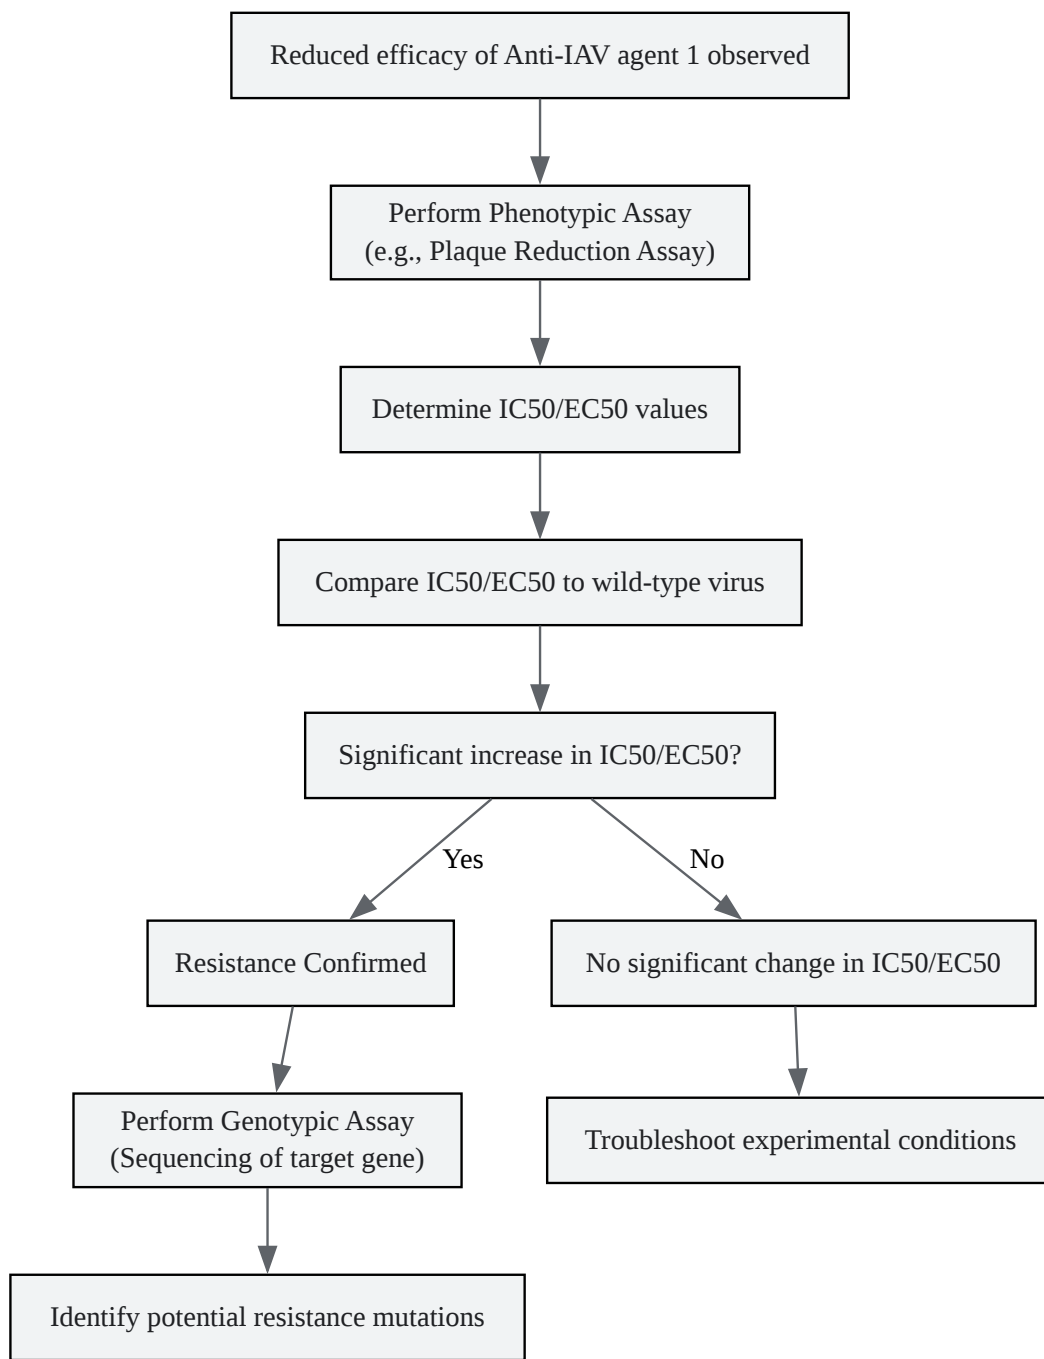 Reduced efficacy of Anti-IAV agent 1 observed
Perform Phenotypic Assay
(e.g., Plaque Reduction Assay)
Determine IC50/EC50 values
Compare IC50/EC50 to wild-type virus
Significant increase in IC50/EC50?
Yes
No
Resistance Confirmed
No significant change in IC50/EC50
Perform Genotypic Assay
(Sequencing of target gene)
Troubleshoot experimental conditions
Identify potential resistance mutations